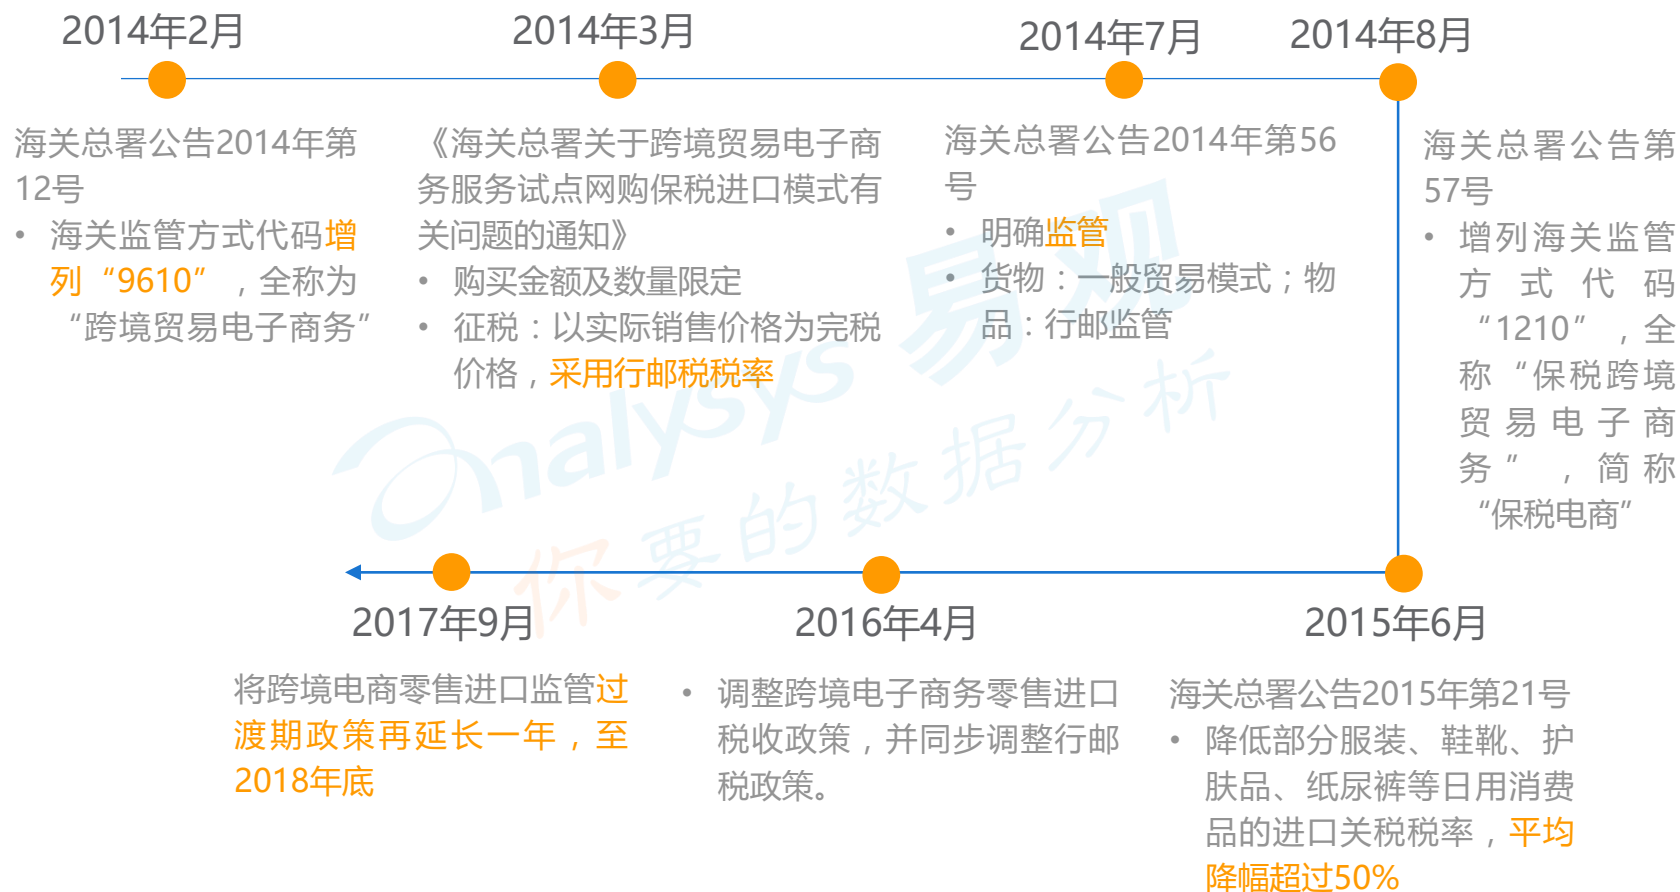 2014年2月
海关总署公告2014年第
12号
• 海关监管方式代码增
列“9610”，全称为
“跨境贸易电子商务”
2014年3月
《海关总署关于跨境贸易电子商
务服务试点网购保税进口模式有
关问题的通知》
• 购买金额及数量限定
• 征税：以实际销售价格为完税
价格，采用行邮税税率
2014年7月
海关总署公告2014年第56
号
• 明确监管
• 货物：一般贸易模式；物
品：行邮监管
2014年8月
海关总署公告第
57号
• 增列海关监管
方式代码
“1210”，全
称“保税跨境
贸易电子商
务”，简称
“保税电商”
2015年6月
海关总署公告2015年第21号
• 降低部分服装、鞋靴、护
肤品、纸尿裤等日用消费
品的进口关税税率，平均
降幅超过50%
2016年4月
• 调整跨境电子商务零售进口
税收政策，并同步调整行邮
税政策。
2017年9月
将跨境电商零售进口监管过
渡期政策再延长一年，至
2018年底
analysys 易观
你要的数据分析